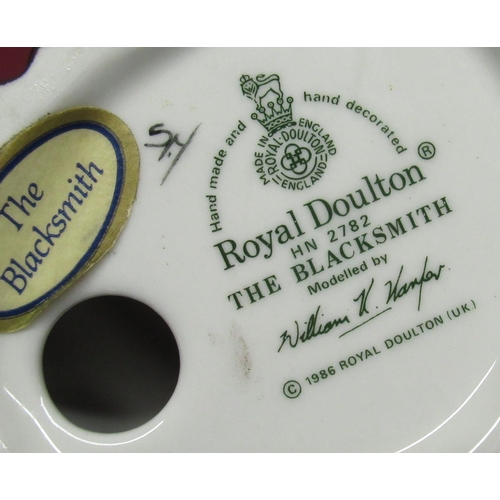 The
Blacksmith
S.H
Hand made and hand decorated
MADE IN ENGLAND
ROYAL·DOULTON
ENGLAND
Royal Doulton®
HN 2782
THE BLACKSMITH
Modelled by
William K. Harper.
© 1986 ROYAL DOULTON (UK)